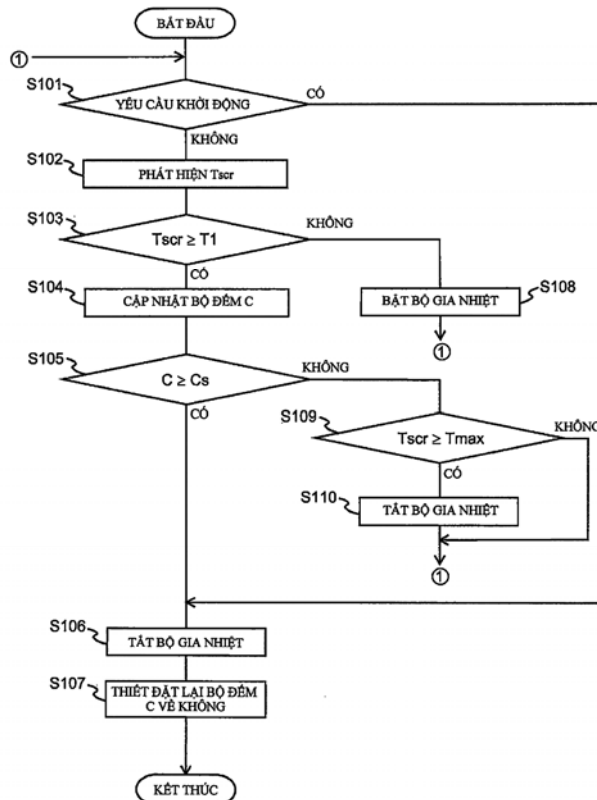 BẮT ĐẦU
①
S101
YÊU CẦU KHỞI ĐỘNG
CÓ
KHÔNG
S102
PHÁT HIỆN Tscr
S103
Tscr ≥ T1
KHÔNG
CÓ
S104
CẬP NHẬT BỘ ĐẾM C
BẬT BỘ GIA NHIỆT
S108
①
S105
C ≥ Cs
KHÔNG
CÓ
S109
Tscr ≥ Tmax
KHÔNG
CÓ
S110
TẮT BỘ GIA NHIỆT
①
S106
TẮT BỘ GIA NHIỆT
S107
THIẾT ĐẶT LẠI BỘ ĐẾM
C VỀ KHÔNG
KẾT THÚC